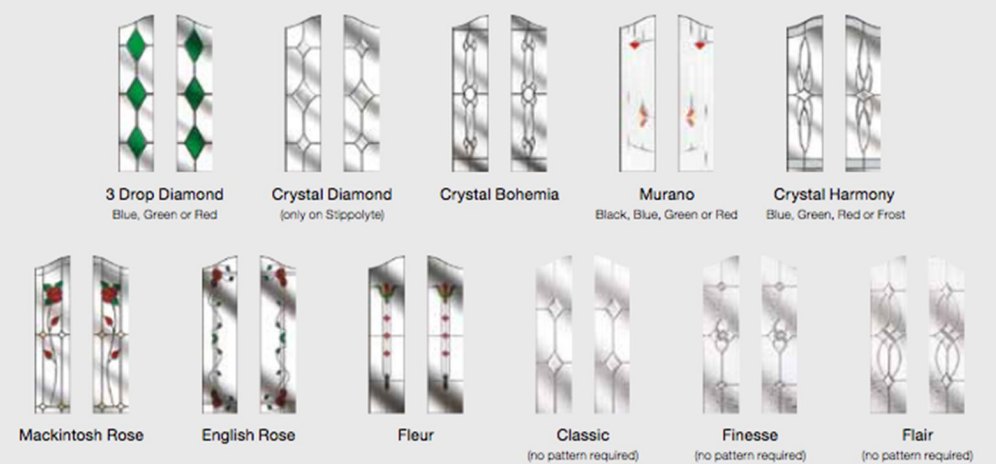 3 Drop Diamond
Blue, Green or Red
Crystal Diamond
(only on Stippolyte)
Crystal Bohemia
Murano
Black, Blue, Green or Red
Crystal Harmony
Blue, Green, Red or Frost
Mackintosh Rose
English Rose
Fleur
Classic
(no pattern required)
Finesse
(no pattern required)
Flair
(no pattern required)